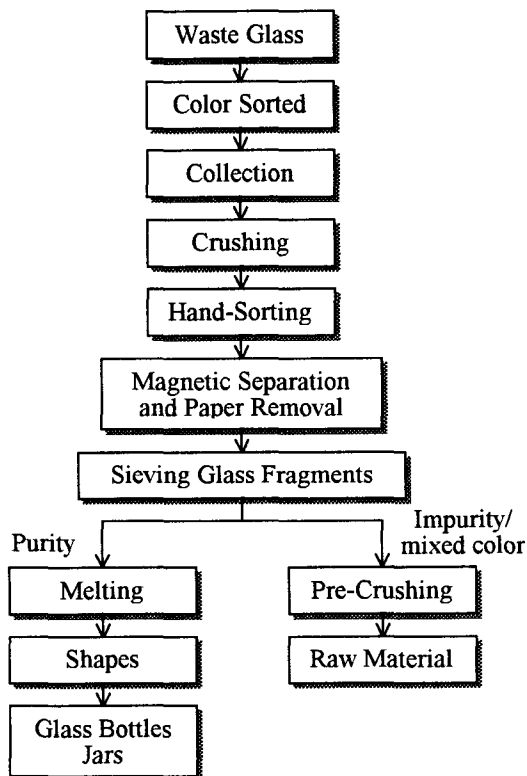 Waste Glass
Color Sorted
Collection
Crushing
Hand-Sorting
Magnetic Separation
and Paper Removal
Sieving Glass Fragments
Purity
Impurity/
mixed color
Melting
Pre-Crushing
Shapes
Raw Material
Glass Bottles
Jars